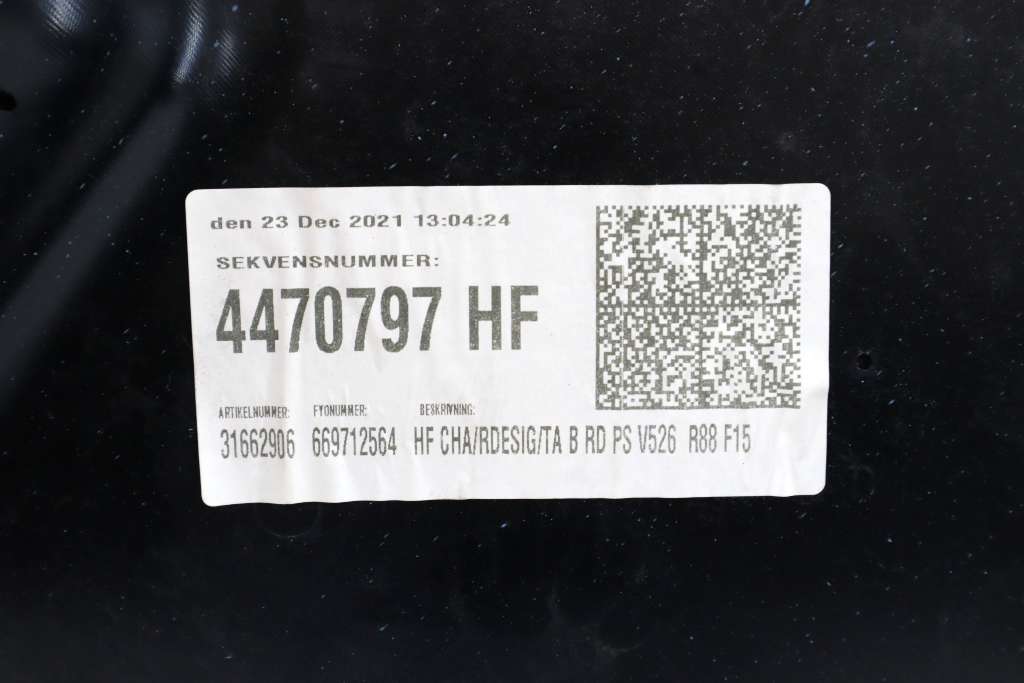 den 23 Dec 2021 13:04:24
SEKVENSNUMMER:
4470797 HF
ARTIKELNUMMER: FYONUMMER: BESKRIVNING:
31662906 669712564 HF CHA/RDESIG/TA B RD PS V526 R88 F15